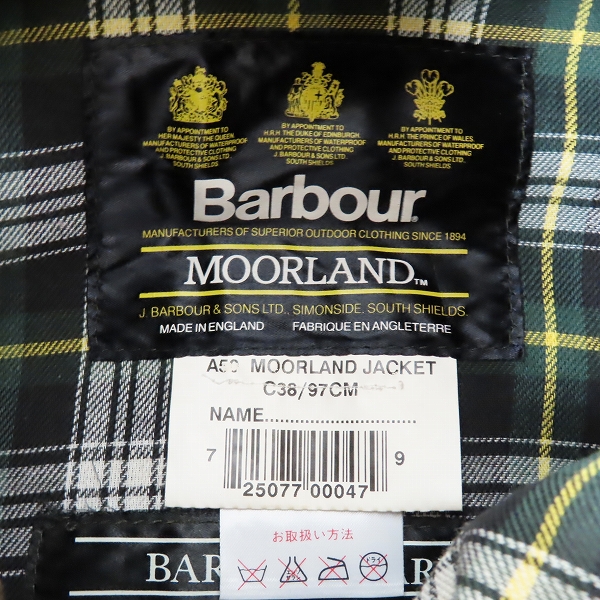 BY APPOINTMENT TO
HER MAJESTY THE QUEEN
MANUFACTURERS OF WATERPROOF
AND PROTECTIVE CLOTHING
J. BARBOUR & SONS LTD.
SOUTH SHIELDS
BY APPOINTMENT TO
H.R.H. THE DUKE OF EDINBURGH.
MANUFACTURERS OF WATERPROOF
AND PROTECTIVE CLOTHING
J. BARBOUR & SONS LTD.
SOUTH SHIELDS
BY APPOINTMENT TO
H.R.H. THE PRINCE OF WALES.
MANUFACTURERS OF WATERPROOF
AND PROTECTIVE CLOTHING
J. BARBOUR & SONS LTD.
SOUTH SHIELDS
Barbour
MANUFACTURERS OF SUPERIOR OUTDOOR CLOTHING SINCE 1894
MOORLAND™
J. BARBOUR & SONS LTD., SIMONSIDE. SOUTH SHIELDS.
MADE IN ENGLAND FABRIQUE EN ANGLETERRE
MOORLAND JACKET
C38/97CM
NAME
7 25077 00047 9
お取扱い方法